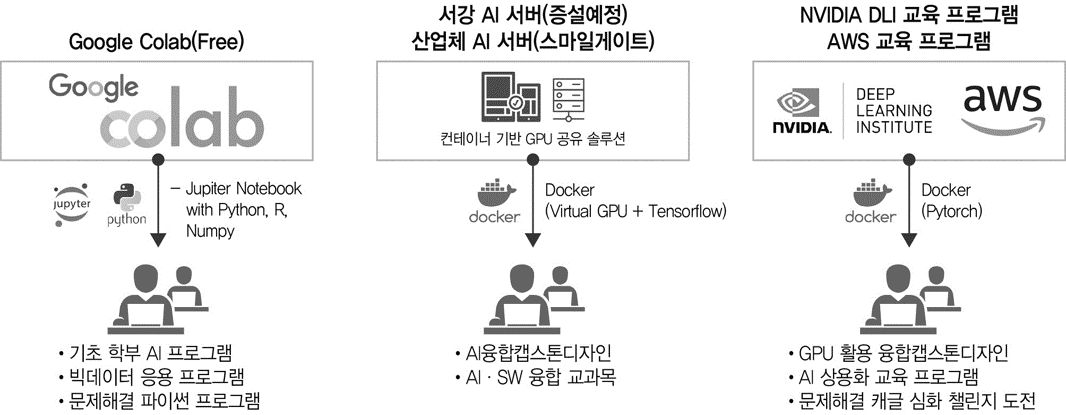 Google Colab(Free)
Google
colab
jupyter
python
– Jupiter Notebook
with Python, R,
Numpy
• 기초 학부 AI 프로그램
• 빅데이터 응용 프로그램
• 문제해결 파이썬 프로그램
서강 AI 서버(증설예정)
산업체 AI 서버(스마일게이트)
컨테이너 기반 GPU 공유 솔루션
docker
Docker
(Virtual GPU + Tensorflow)
• AI융합캡스톤디자인
• AI · SW 융합 교과목
NVIDIA DLI 교육 프로그램
AWS 교육 프로그램
NVIDIA.
DEEP
LEARNING
INSTITUTE
aws
docker
Docker
(Pytorch)
• GPU 활용 융합캡스톤디자인
• AI 상용화 교육 프로그램
• 문제해결 캐글 심화 챌린지 도전